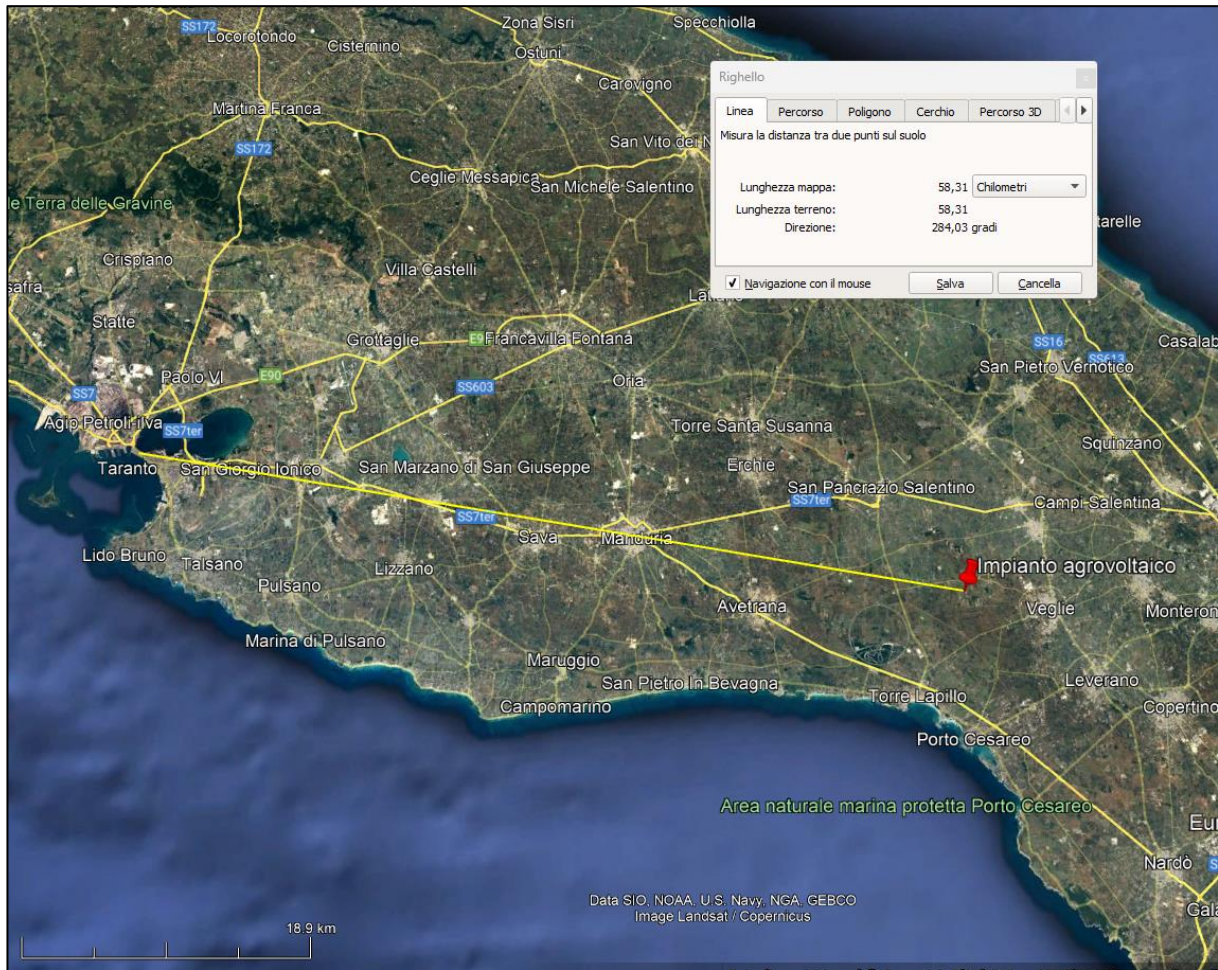 Zona Sisri
Specchiolla
SS172
Locorotondo
Cisternino
Ostuni
Carovigno
Righello
Linea
Percorso
Poligono
Cerchio
Percorso 3D
Misura la distanza tra due punti sul suolo
Lunghezza mappa: 58,31 Chilometri
Lunghezza terreno: 58,31
Direzione: 284,03 gradi
Navigazione con il mouse
Salva
Cancella
Martina Franca
SS172
San Vito dei N
Ceglie Messapica
San Michele Salentino
le Terra delle Gravine
tarelle
Crispiano
Villa Castelli
safra
Statte
Grottaglie
E9
Francavilla Fontana
SS16
SS613
Casalab
San Pietro Vernotico
Paolo VI
E90
Oria
SS7
SS603
Agip Petroli-ilva
SS7ter
Torre Santa Susanna
Squinzano
Taranto
San Giorgio Ionico
San Marzano di San Giuseppe
Erchie
San Pancrazio Salentino
SS7ter
Campi Salentina
SS7ter
Sava
Manduria
Lido Bruno
Talsano
Lizzano
Impianto agrovoltaico
Pulsano
Avetrana
Veglie
Monteron
Marina di Pulsano
Maruggio
San Pietro In Bevagna
Leverano
Torre Lapillo
Campomarino
Copertino
Porto Cesareo
Area naturale marina protetta Porto Cesareo
Eur
Nardò
S
Data SIO, NOAA, U.S. Navy, NGA, GEBCO
Image Landsat / Copernicus
Gala
18.9 km